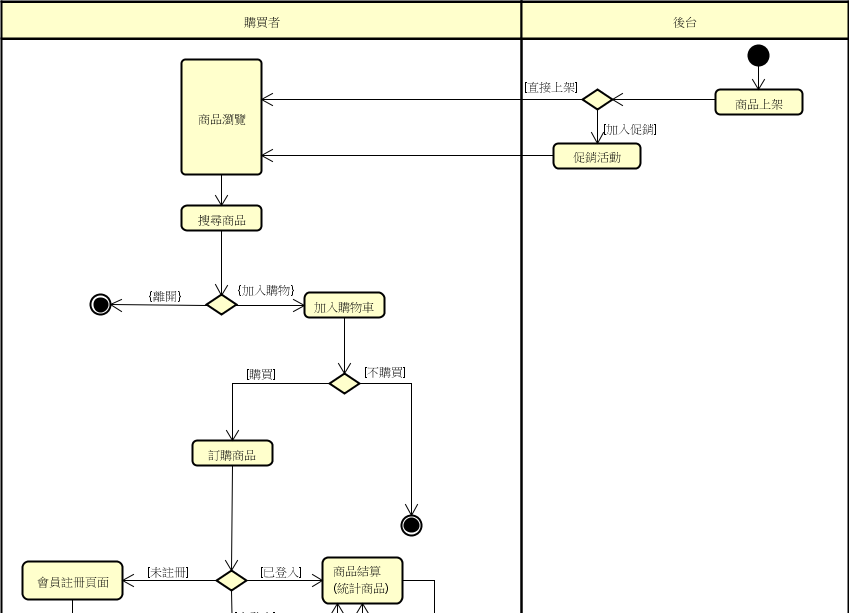 購買者
後台
[直接上架]
商品上架
商品瀏覽
[加入促銷]
促銷活動
搜尋商品
{離開}
{加入購物}
加入購物車
[購買]
[不購買]
訂購商品
[未註冊]
[已登入]
商品結算
(統計商品)
會員註冊頁面